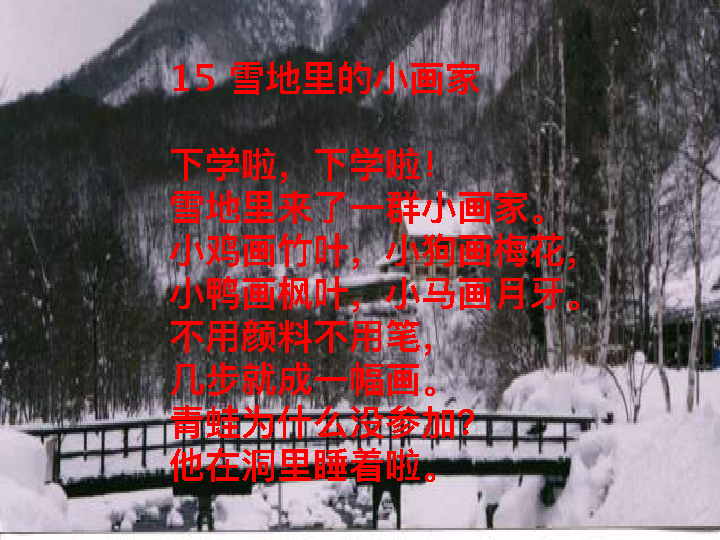 15 雪地里的小画家
下学啦，下学啦！
雪地里来了一群小画家。
小鸡画竹叶，小狗画梅花，
小鸭画枫叶，小马画月牙。
不用颜料不用笔，
几步就成一幅画。
青蛙为什么没参加？
他在洞里睡着啦。